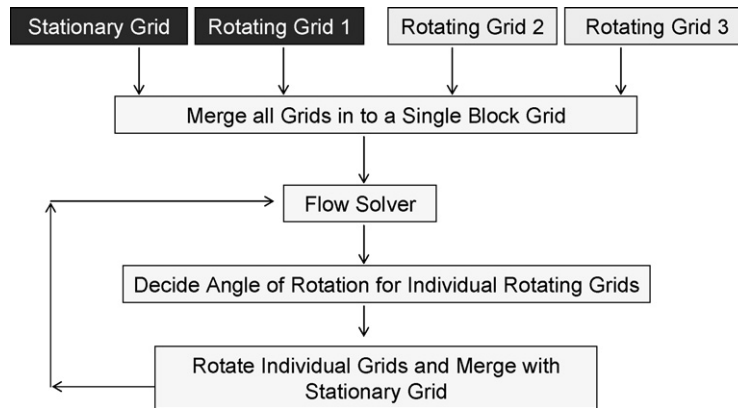 Stationary Grid
Rotating Grid 1
Rotating Grid 2
Rotating Grid 3
Merge all Grids in to a Single Block Grid
Flow Solver
Decide Angle of Rotation for Individual Rotating Grids
Rotate Individual Grids and Merge with
Stationary Grid